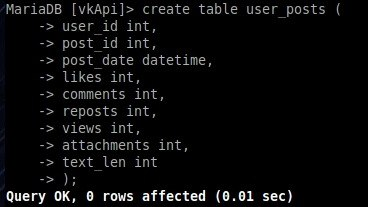 MariaDB [vkApi]> create table user_posts (
    -> user_id int,
    -> post_id int,
    -> post_date datetime,
    -> likes int,
    -> comments int,
    -> reposts int,
    -> views int,
    -> attachments int,
    -> text_len int
    -> );
Query OK, 0 rows affected (0.01 sec)